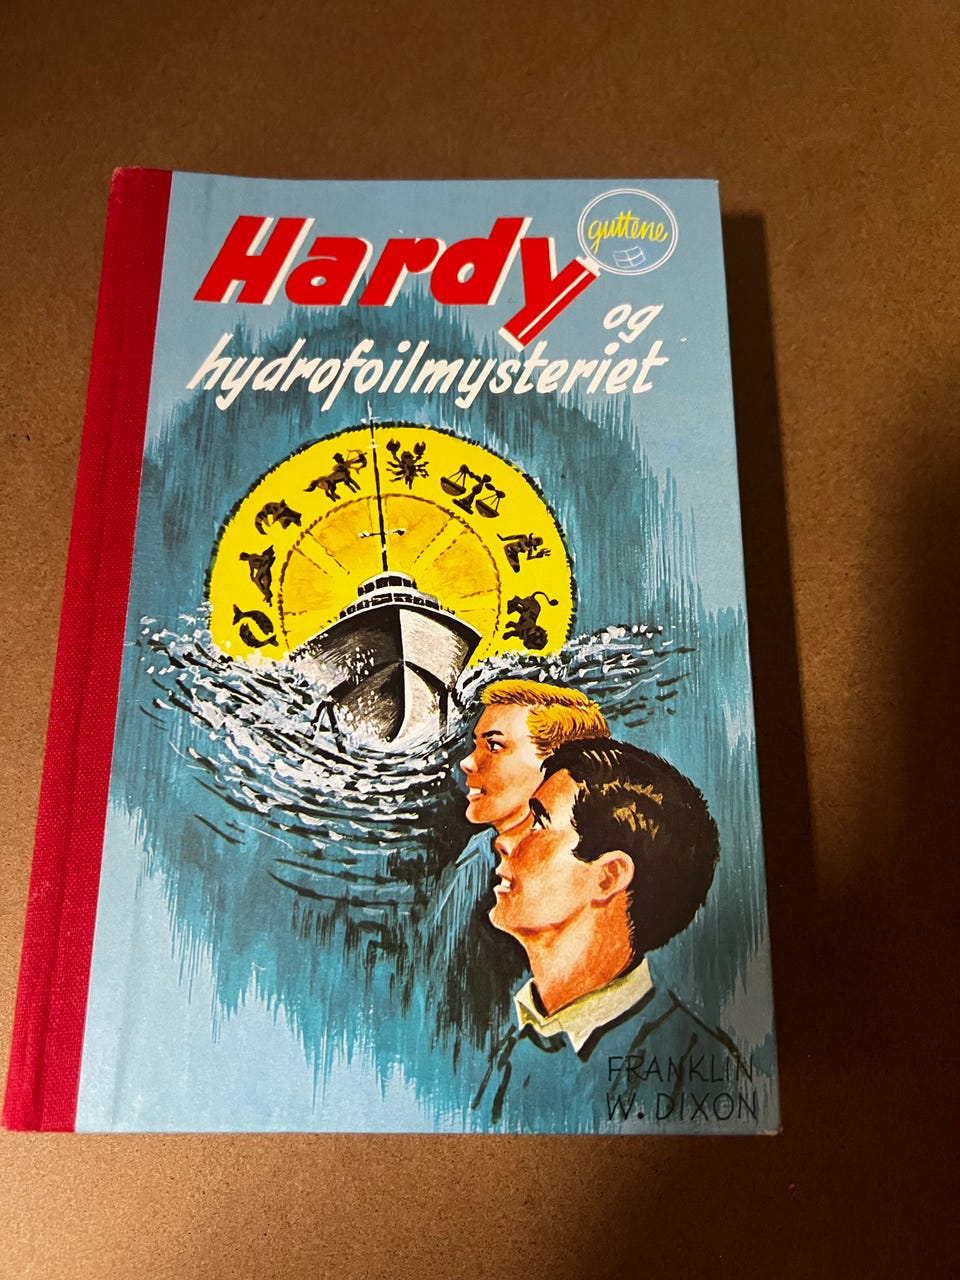 Hardy guttene
og
hydrofoilmysteriet
FRANKLIN
W. DIXON